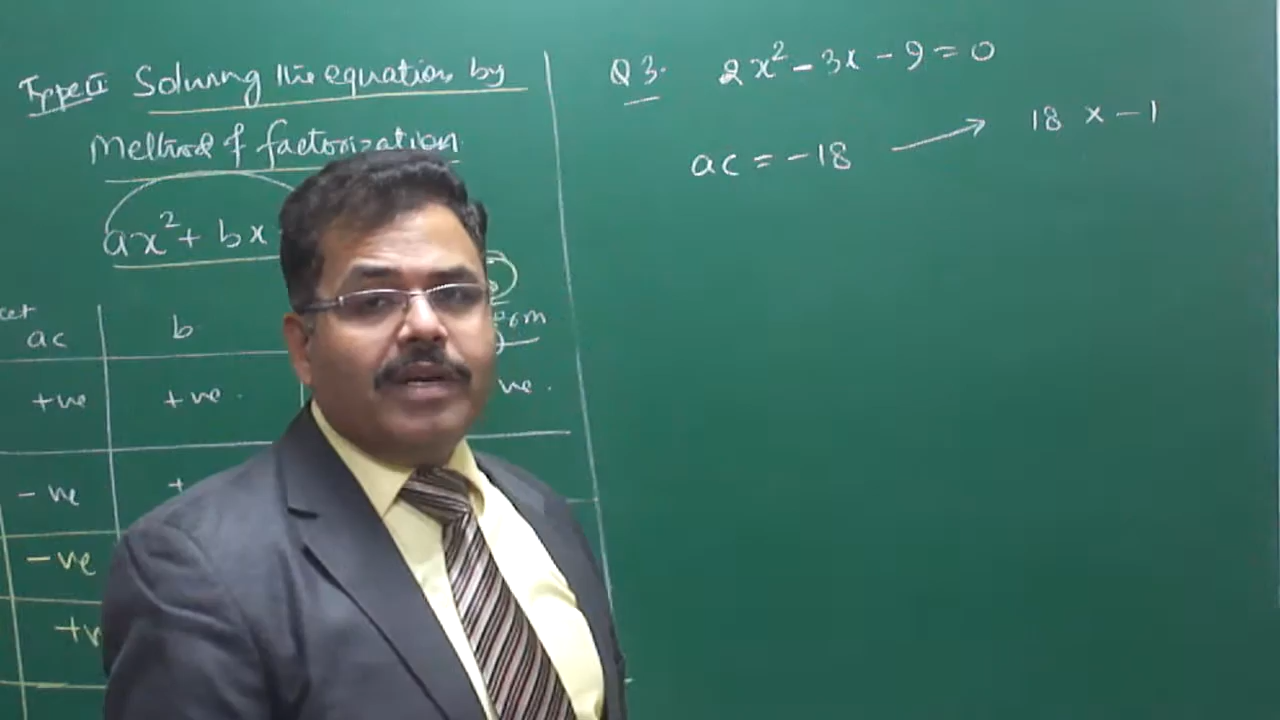 Type II Solving the equation by
Method of factorization
ax² + bx
ac
b
+ve
+ve
ve
-ve
+
-ve
+v
Q 3. 2x² - 3x - 9 = 0
ac = -18 → 18 x -1